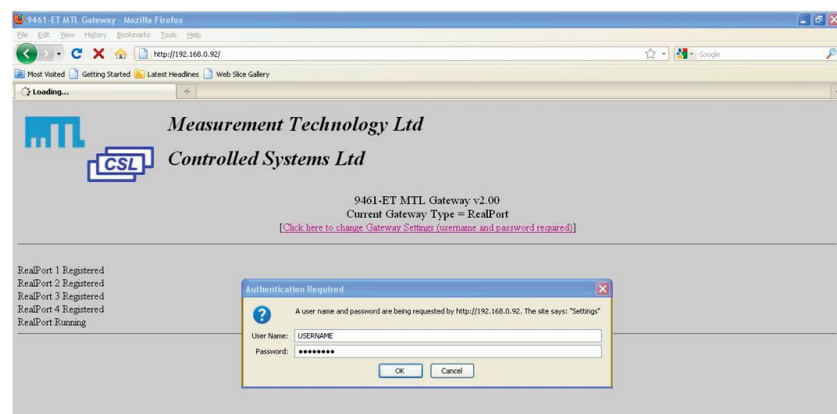 9461-ET MTL Gateway - Mozilla Firefox
File Edit View History Bookmarks Tools Help
http://192.168.0.92/
Google
Most Visited Getting Started Latest Headlines Web Slice Gallery
Loading...
MTL
CSL
Measurement Technology Ltd
Controlled Systems Ltd
9461-ET MTL Gateway v2.00
Current Gateway Type = RealPort
[Click here to change Gateway Settings (username and password required)]
RealPort 1 Registered
RealPort 2 Registered
RealPort 3 Registered
RealPort 4 Registered
RealPort Running
Authentication Required
A user name and password are being requested by http://192.168.0.92. The site says: "Settings"
User Name: USERNAME
Password: ●●●●●●●●
OK Cancel